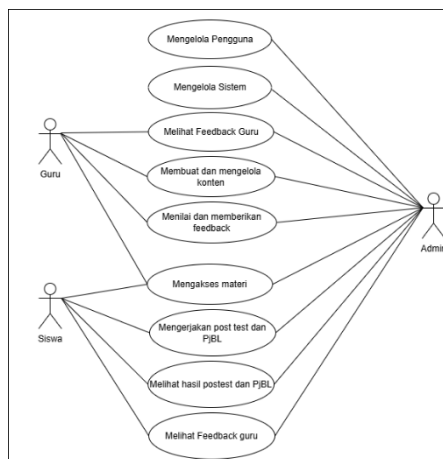 Mengelola Pengguna
Mengelola Sistem
Melihat Feedback Guru
Guru
Membuat dan mengelola
konten
Menilai dan memberikan
feedback
Admin
Mengakses materi
Siswa
Mengerjakan post test dan
PjBL
Melihat hasil postest dan PjBL
Melihat Feedback guru